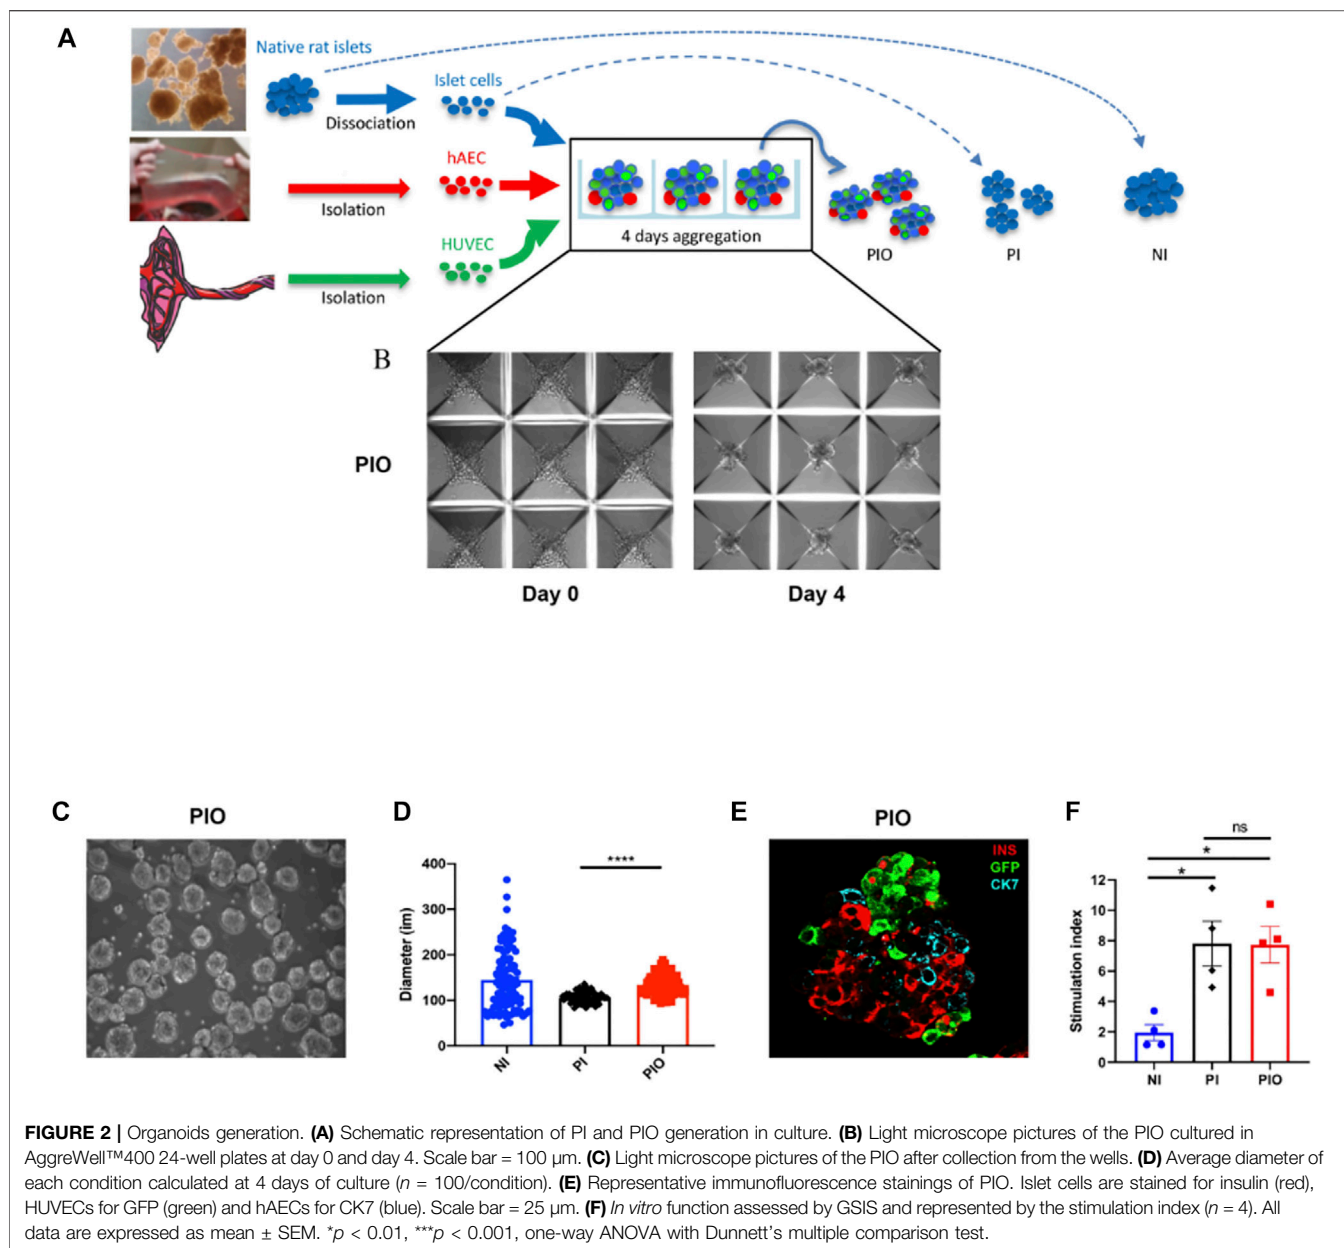 A
Native rat islets
Islet cells
Dissociation
hAEC
Isolation
HUVEC
Isolation
4 days aggregation
PIO
PI
NI
B
PIO
Day 0
Day 4
C
PIO
D
400
300
200
100
0
Diameter (im)
****
NI
PI
PIO
E
PIO
INS
GFP
CK7
F
ns
*
*
12
10
8
6
4
2
0
Stimulation index
NI
PI
PIO
FIGURE 2 | Organoids generation. (A) Schematic representation of PI and PIO generation in culture. (B) Light microscope pictures of the PIO cultured in
AggreWell™400 24-well plates at day 0 and day 4. Scale bar = 100 µm. (C) Light microscope pictures of the PIO after collection from the wells. (D) Average diameter of
each condition calculated at 4 days of culture (n = 100/condition). (E) Representative immunofluorescence stainings of PIO. Islet cells are stained for insulin (red),
HUVECs for GFP (green) and hAECs for CK7 (blue). Scale bar = 25 µm. (F) In vitro function assessed by GSIS and represented by the stimulation index (n = 4). All
data are expressed as mean ± SEM. *p < 0.01, ***p < 0.001, one-way ANOVA with Dunnett's multiple comparison test.